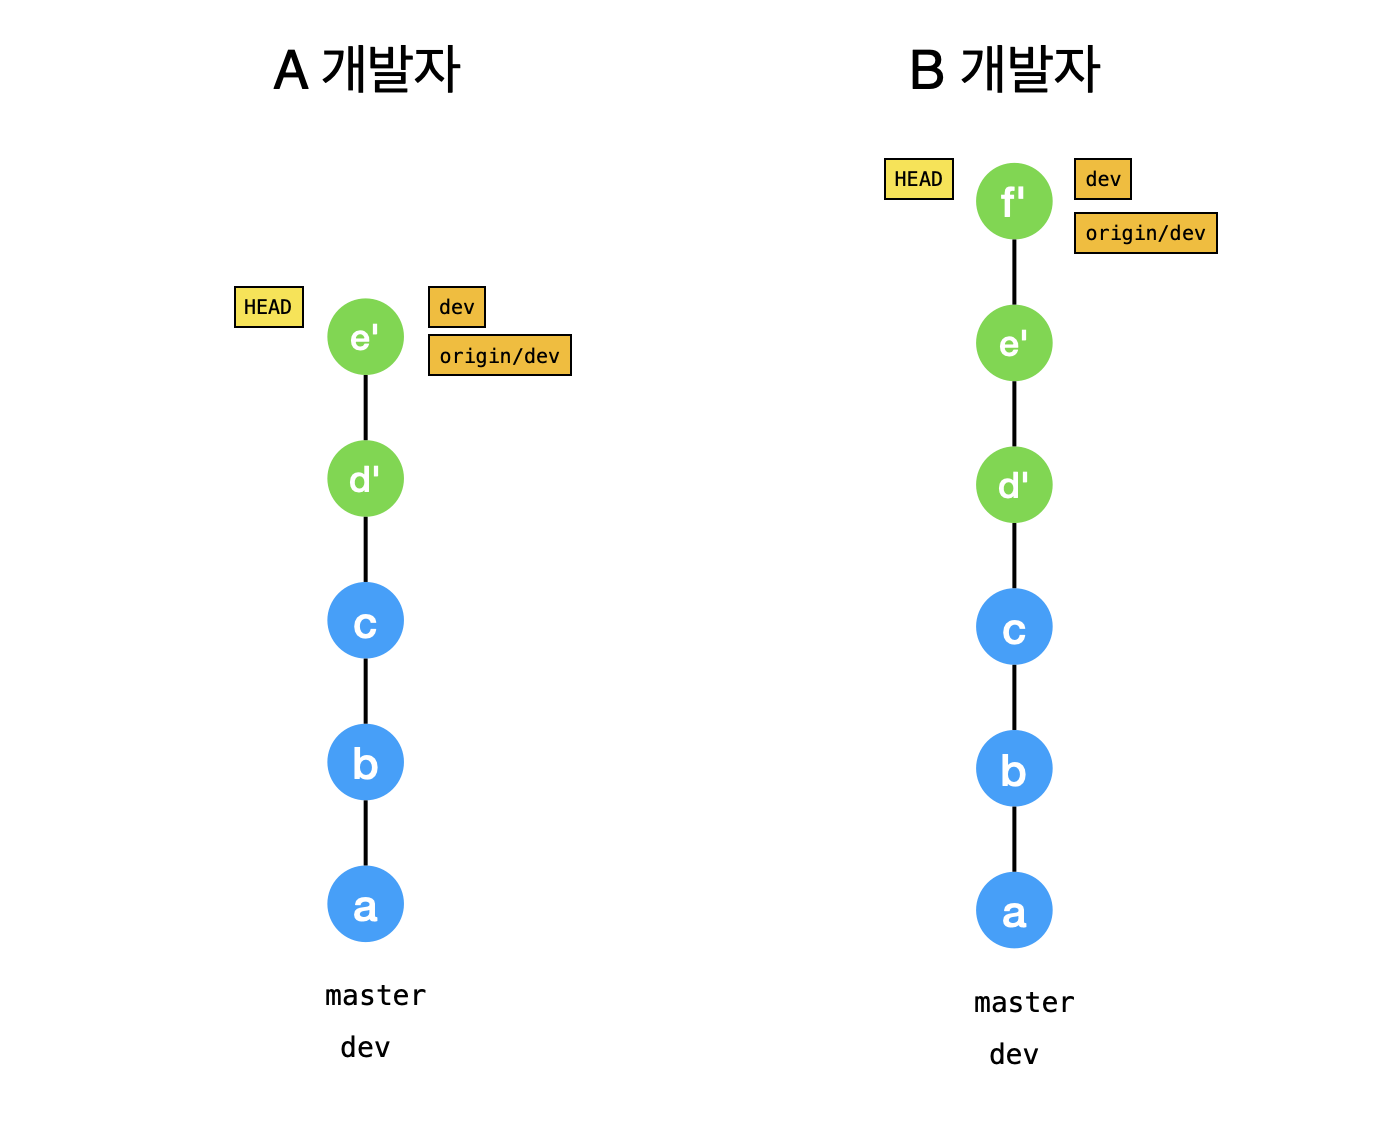 A 개발자
HEAD
e'
dev
origin/dev
d'
c
b
a
master
dev
B 개발자
HEAD
f'
dev
origin/dev
e'
d'
c
b
a
master
dev